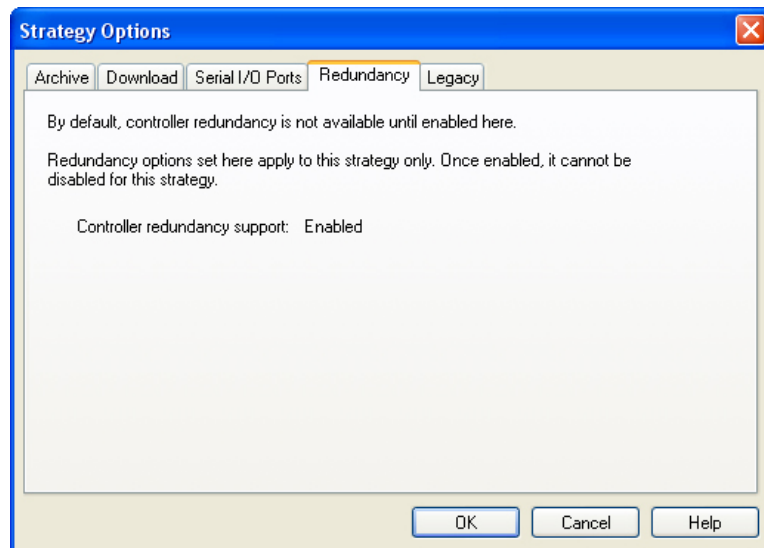 Strategy Options
Archive Download Serial I/O Ports Redundancy Legacy
By default, controller redundancy is not available until enabled here.
Redundancy options set here apply to this strategy only. Once enabled, it cannot be
disabled for this strategy.
Controller redundancy support: Enabled
OK Cancel Help